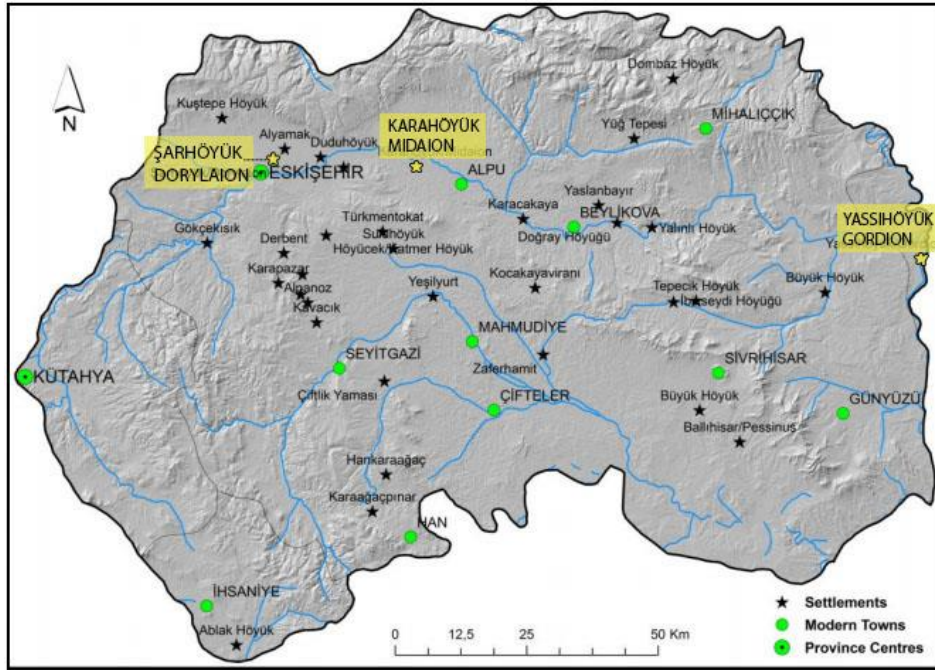 Dombaz Höyük
Kuştepe Höyük
MİHALIÇÇIK
Yüğ Tepesi
Alyamak
Duduhöyük
KARAHÖYÜK
MIDAION
ŞARHÖYÜK
DORYLAION
ESKİŞEHİR
ALPU
Yaslanbayır
Karacakaya
BEYLİKOVA
Doğray Höyüğü
Yalınlı Höyük
YASSIHÖYÜK
GORDION
Türkmentokat
Gökçekısık
Derbent
Höyücek/Katmer Höyük
Karapazar
Alpanoz
Kavacık
Yeşilyurt
Kocakayaviranı
Tepecik Höyük
Büyük Höyük
MAHMUDİYE
SEYİTGAZİ
Zaferhamit
SİVRİHİSAR
KÜTAHYA
Çiftlik Yaması
ÇİFTELER
Büyük Höyük
GÜNYÜZÜ
Ballıhisar/Pessinus
Hankaraağaç
Karaağaçpınar
HAN
İHSANİYE
Ablak Höyük
N
0 12,5 25 50 Km
Settlements
Modern Towns
Province Centres